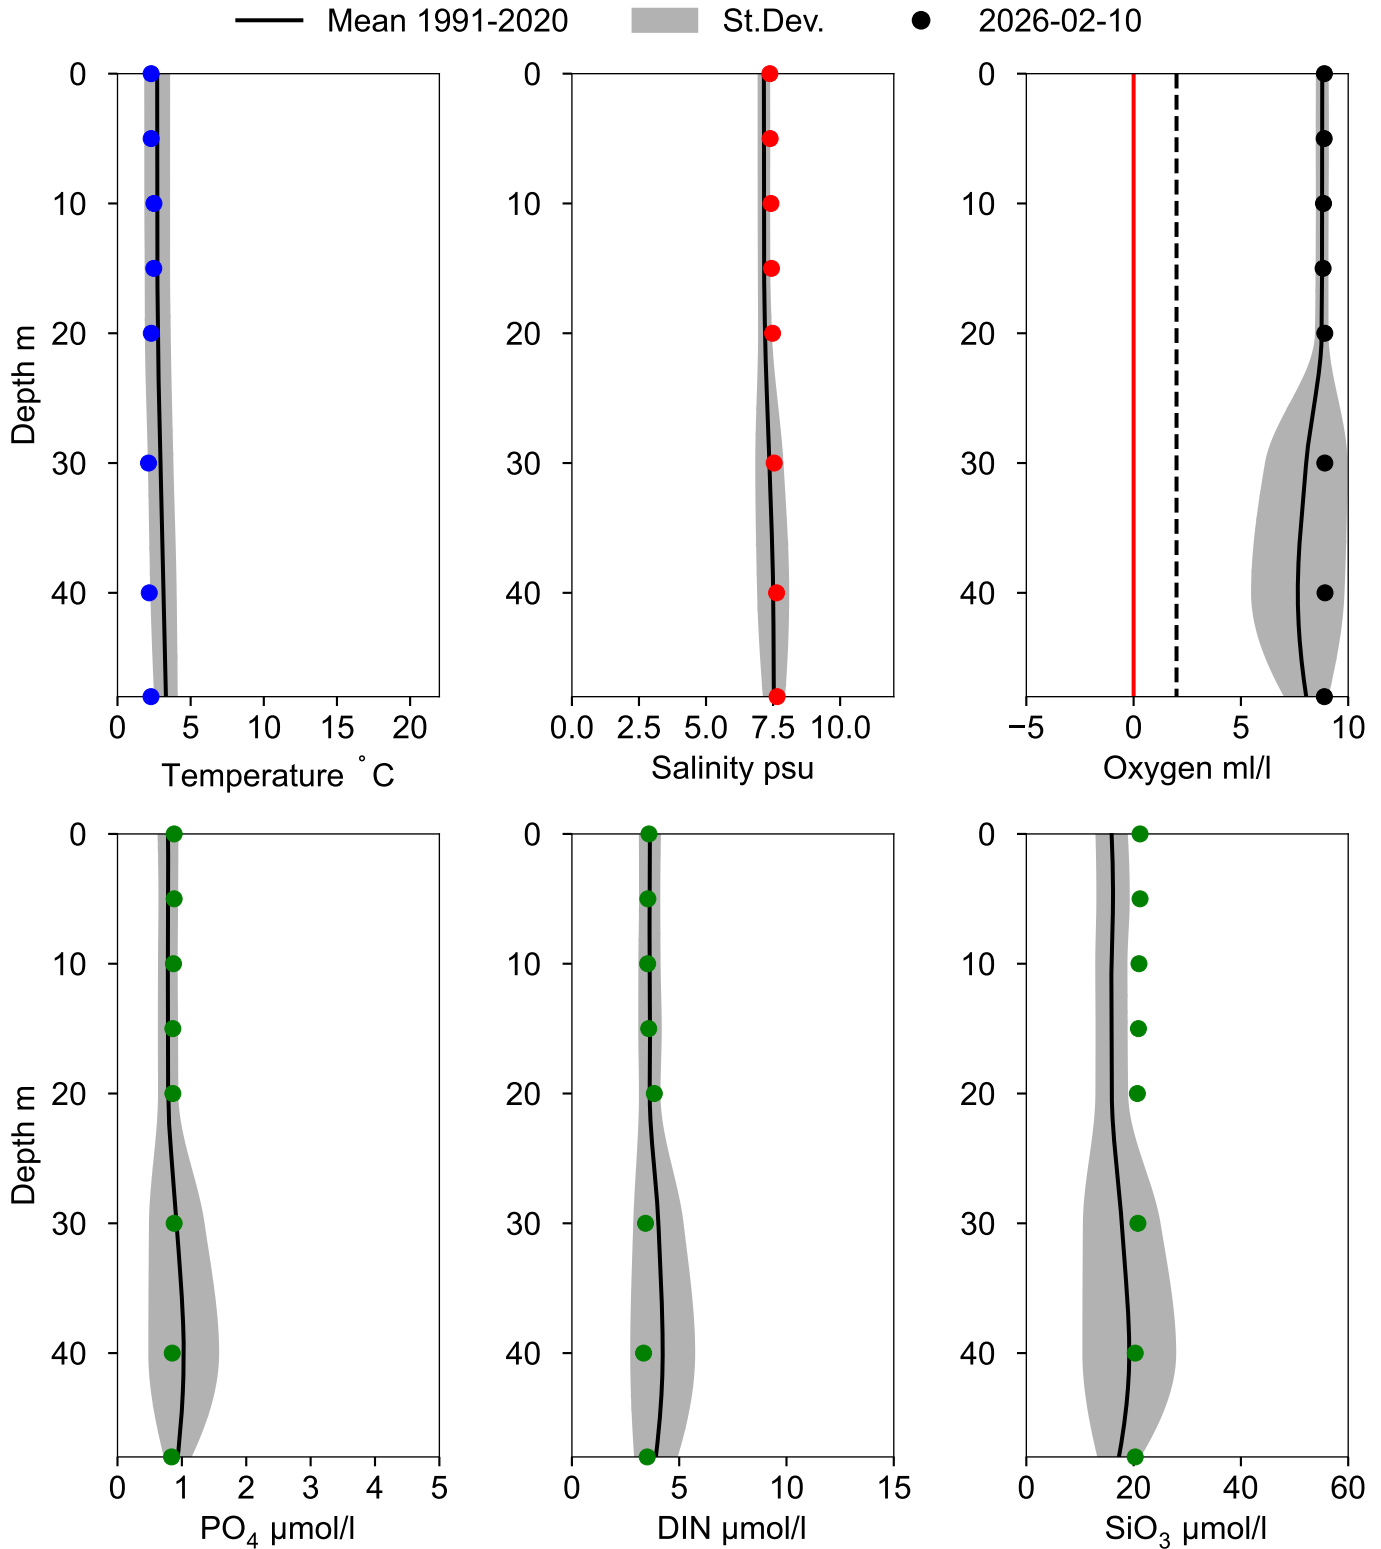 Mean 1991-2020 St.Dev. 2026-02-10
0 0 0
10 10 10
20 20 20
30 30 30
40 40 40
Depth m
0 5 10 15 20 0.0 2.5 5.0 7.5 10.0 −5 0 5 10
Temperature ° C Salinity psu Oxygen ml/l
0 0 0
10 10 10
20 20 20
30 30 30
40 40 40
Depth m
0 1 2 3 4 5 0 5 10 15 0 20 40 60
PO₄ µmol/l DIN µmol/l SiO₃ µmol/l